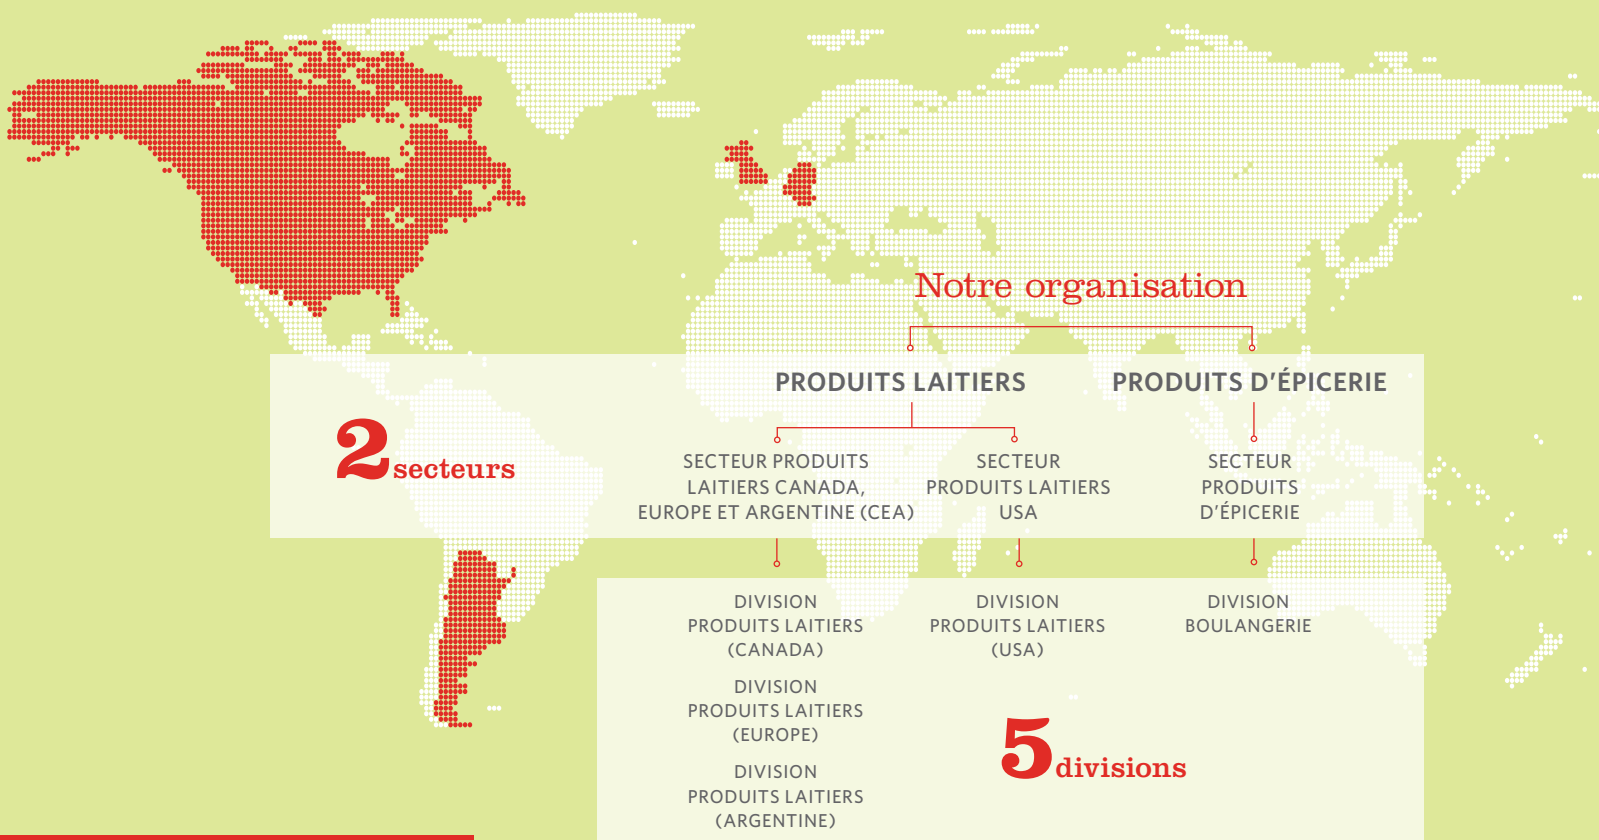 Notre organisation
PRODUITS LAITIERS
PRODUITS D'ÉPICERIE
2 secteurs
SECTEUR PRODUITS
LAITIERS CANADA,
EUROPE ET ARGENTINE (CEA)
SECTEUR
PRODUITS LAITIERS
USA
SECTEUR
PRODUITS
D'ÉPICERIE
DIVISION
PRODUITS LAITIERS
(CANADA)
DIVISION
PRODUITS LAITIERS
(EUROPE)
DIVISION
PRODUITS LAITIERS
(ARGENTINE)
DIVISION
PRODUITS LAITIERS
(USA)
DIVISION
BOULANGERIE
5 divisions